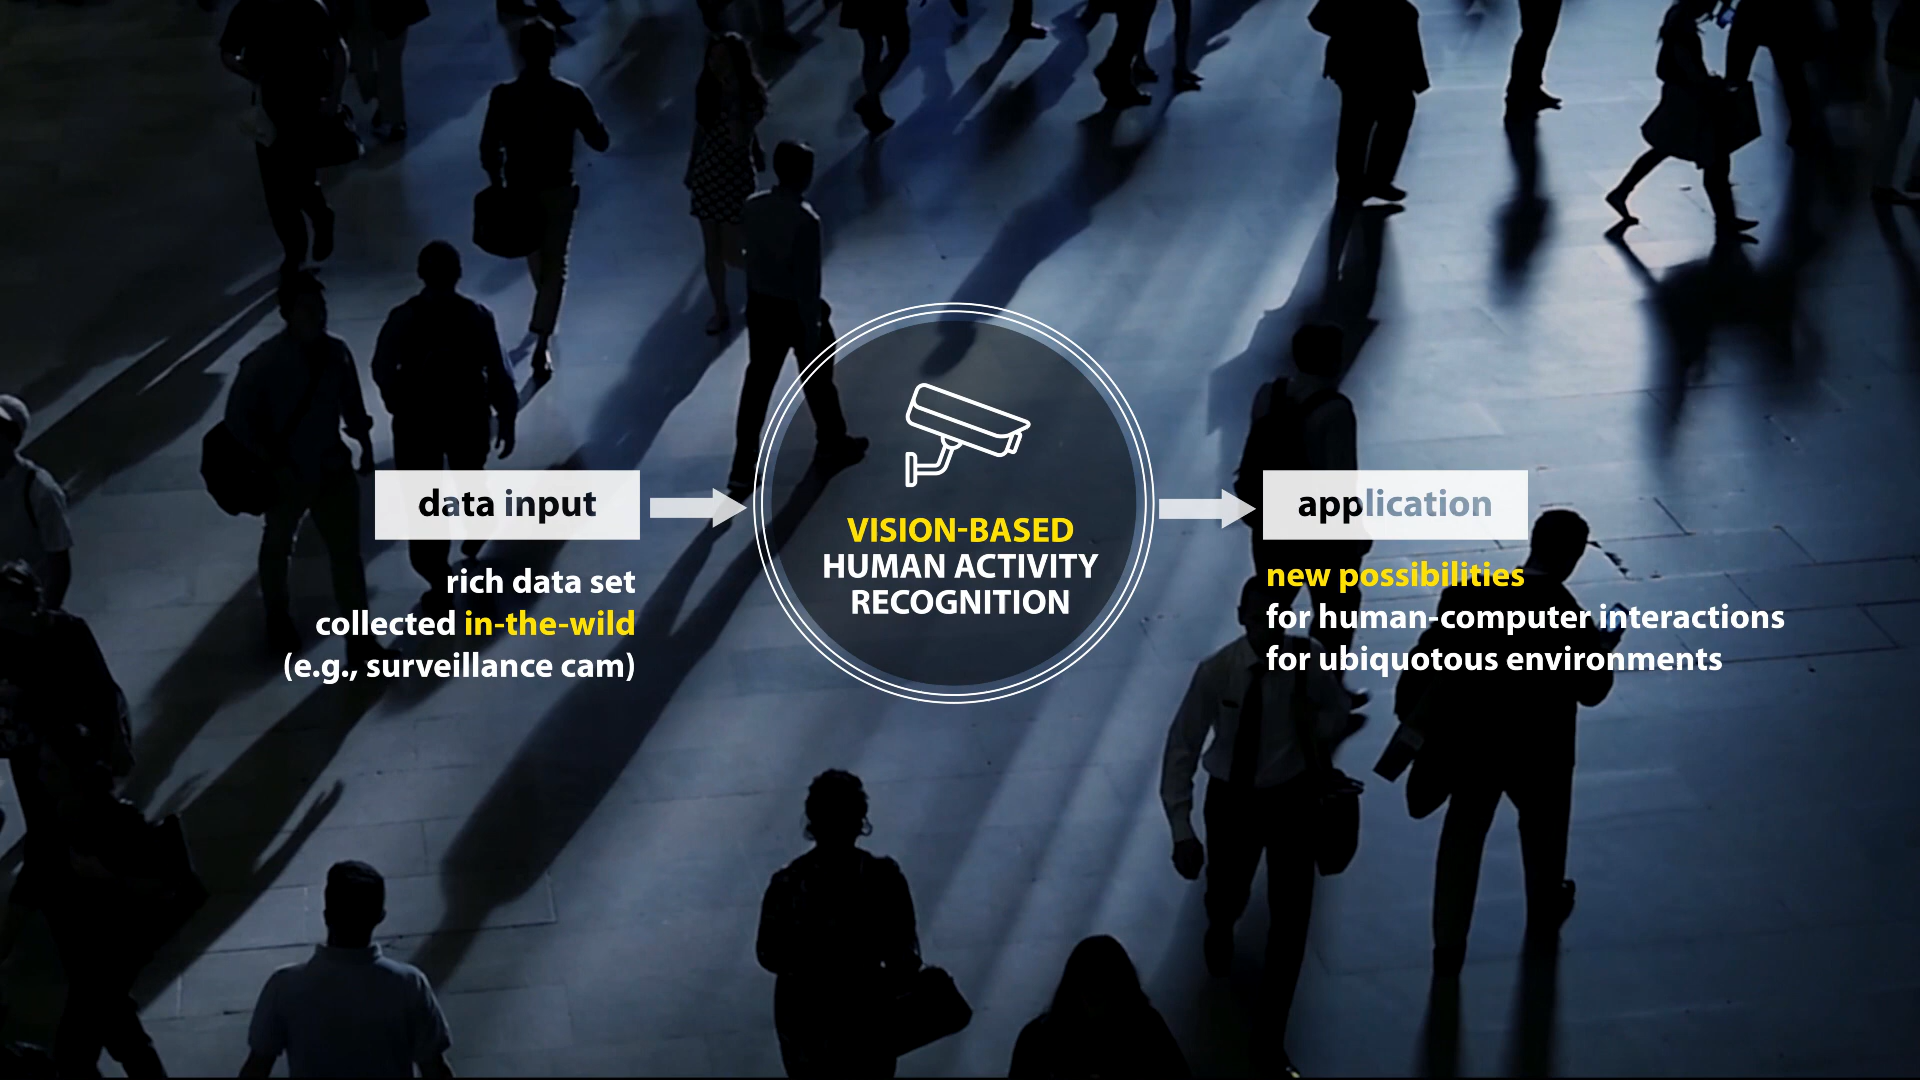 data input
rich data set
collected in-the-wild
(e.g., surveillance cam)
VISION-BASED
HUMAN ACTIVITY
RECOGNITION
application
new possibilities
for human-computer interactions
for ubiquotous environments